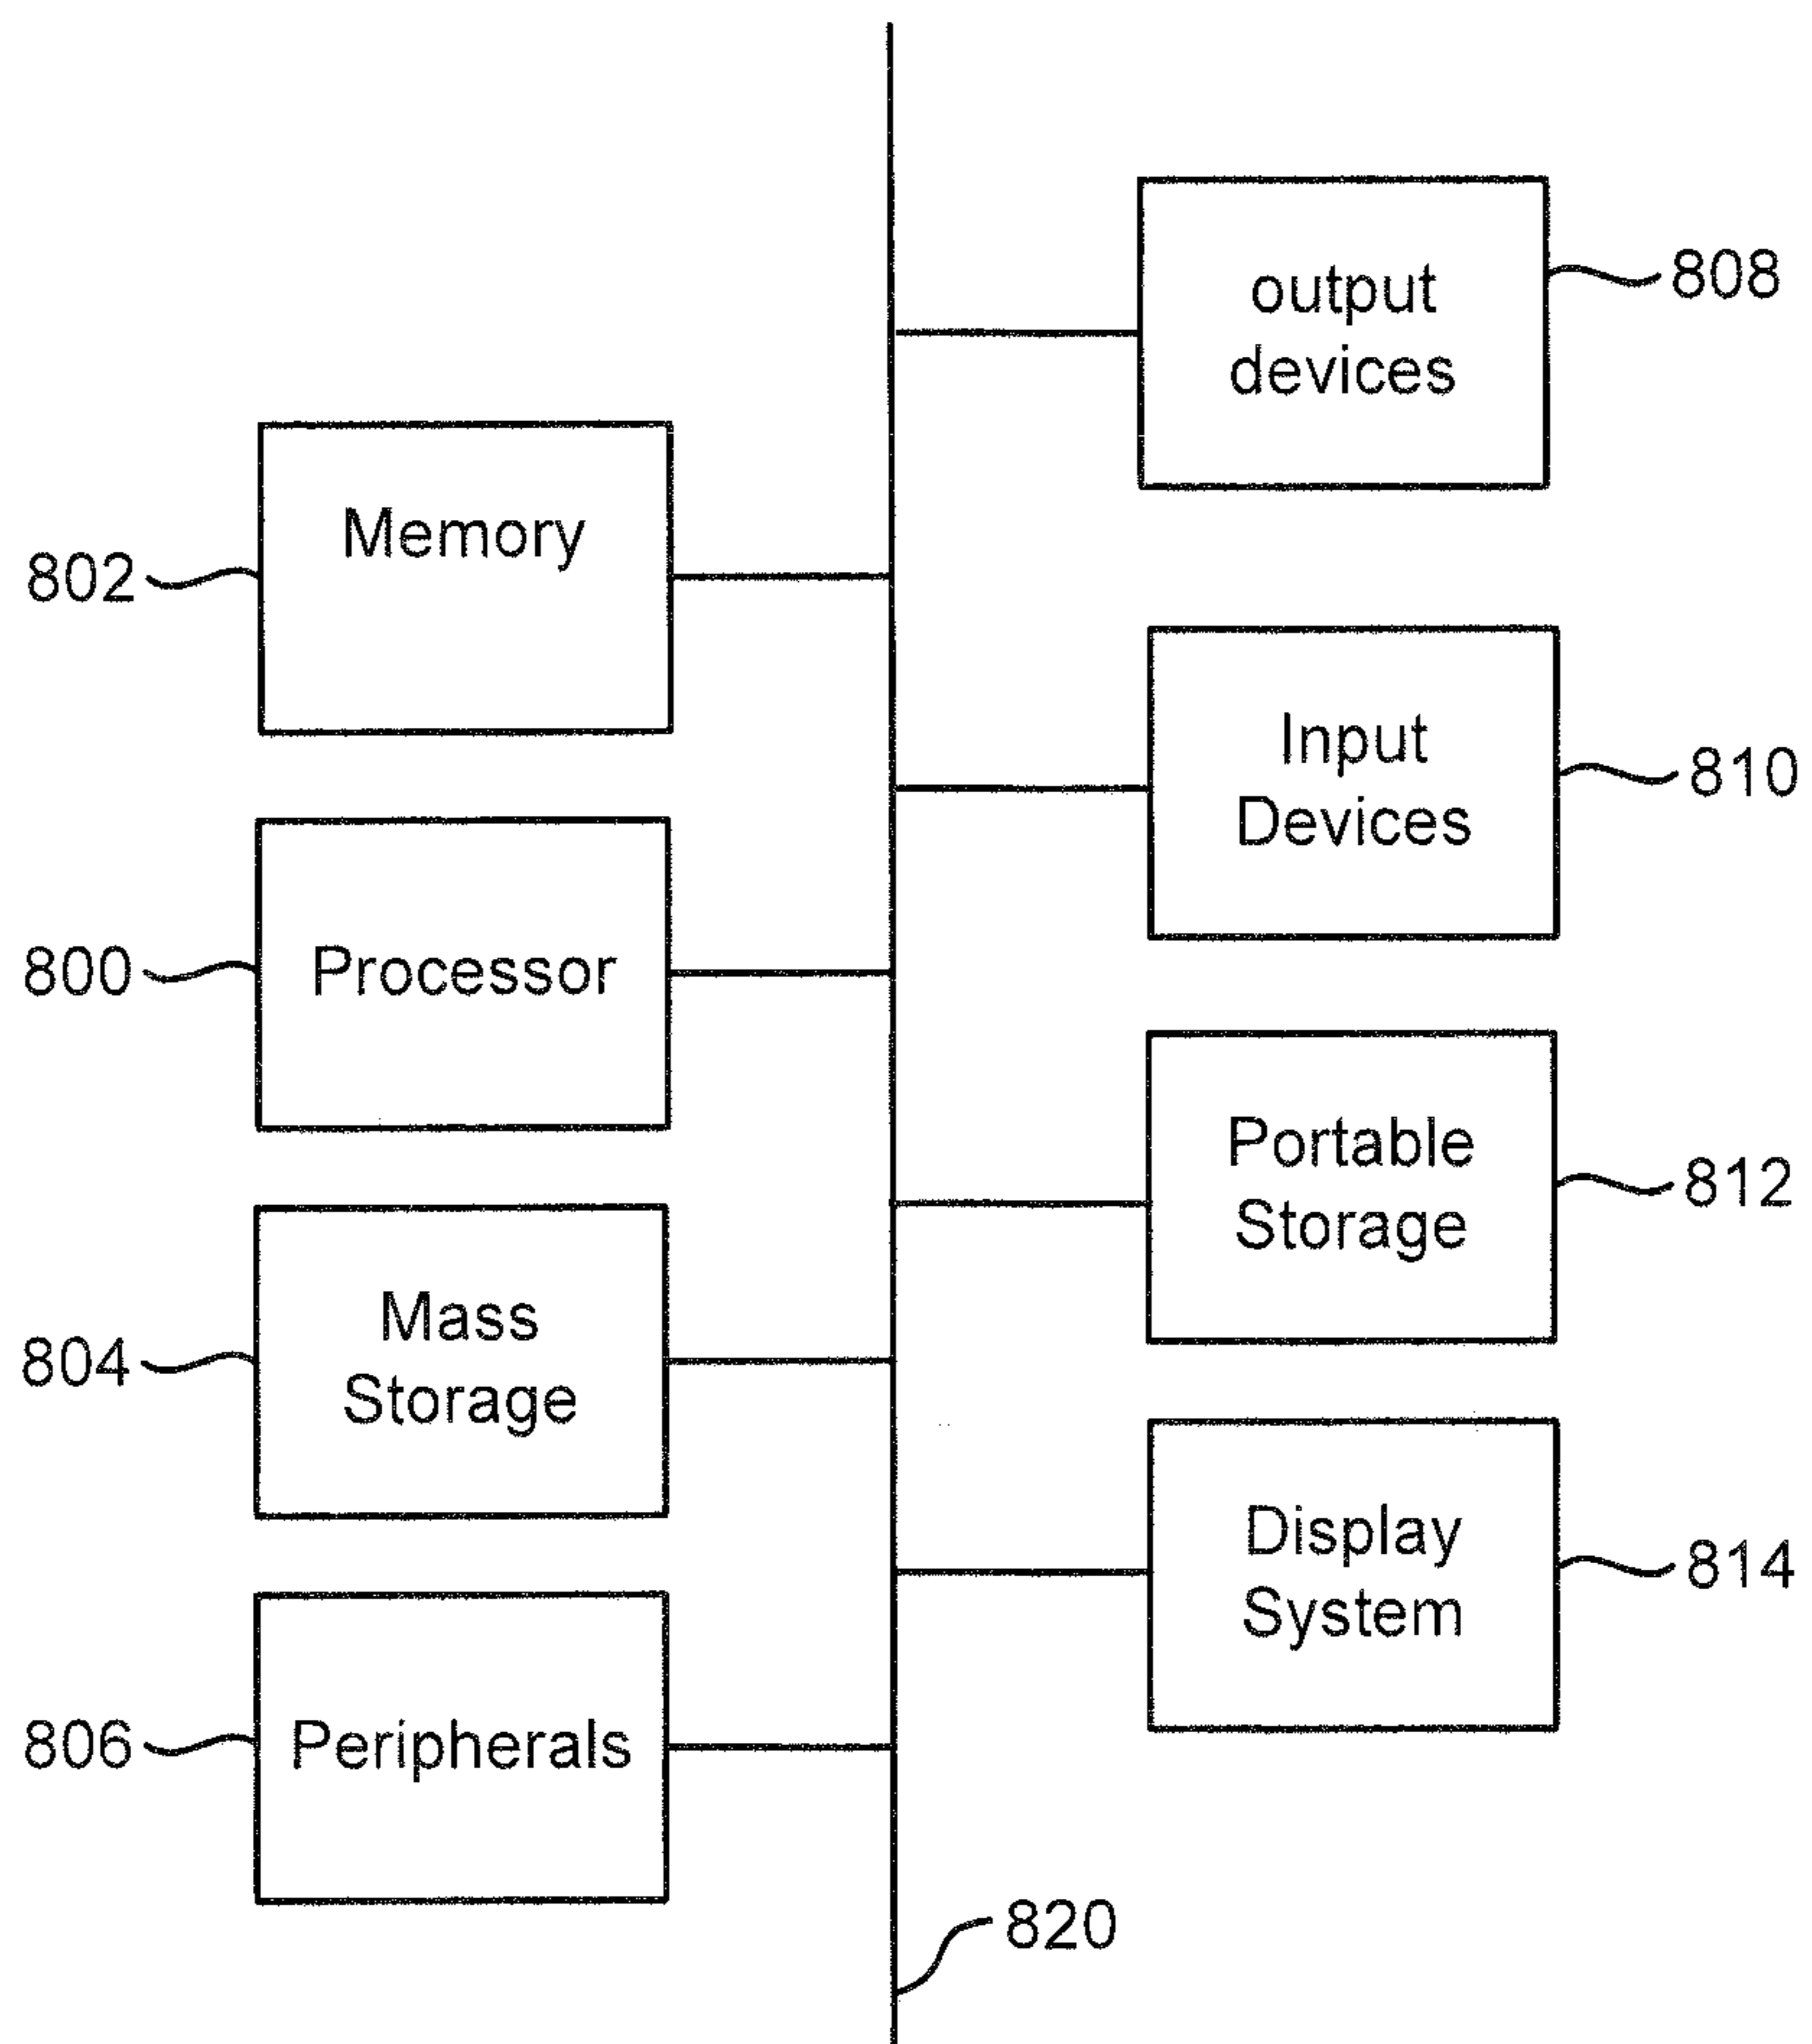 output
devices
808
Memory
802
Input
Devices
810
Processor
800
Portable
Storage
812
Mass
Storage
804
Display
System
814
Peripherals
806
820